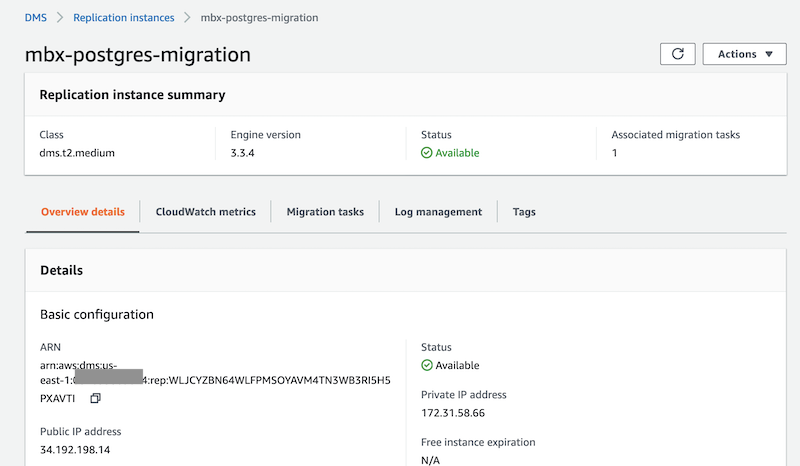 DMS > Replication instances > mbx-postgres-migration
mbx-postgres-migration
Actions
Replication instance summary
Class
dms.t2.medium
Engine version
3.3.4
Status
Available
Associated migration tasks
1
Overview details
CloudWatch metrics
Migration tasks
Log management
Tags
Details
Basic configuration
ARN
arn:aws:dms:us-
east-1: 4:rep:WLJCYZBN64WLFPMSOYAVM4TN3WB3RI5H5
PXAVTI
Public IP address
34.192.198.14
Status
Available
Private IP address
172.31.58.66
Free instance expiration
N/A